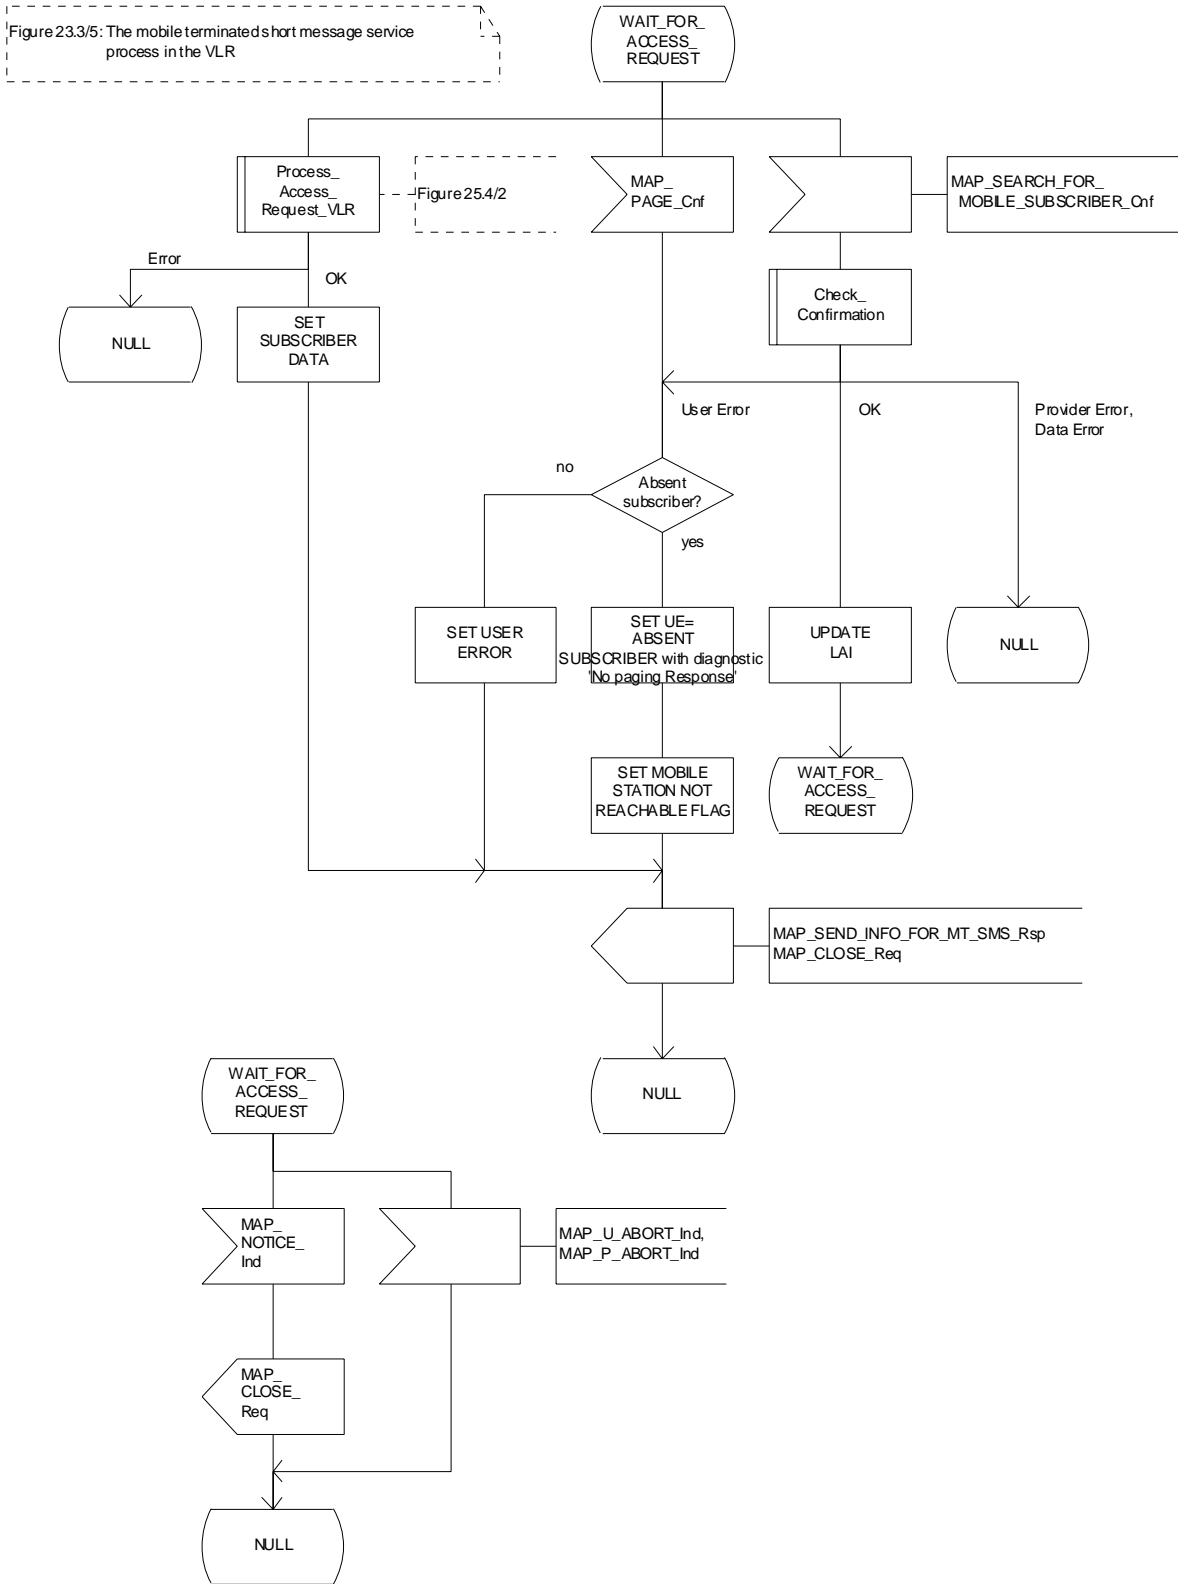 Figure 23.3/5: The mobile terminated short message service
process in the VLR
WAIT_FOR_
ACCESS_
REQUEST
Process_
Access_
Request_VLR
Figure 25.4/2
MAP_
PAGE_Cnf
MAP_SEARCH_FOR_
MOBILE_SUBSCRIBER_Cnf
Error
OK
NULL
SET
SUBSCRIBER
DATA
Check_
Confirmation
User Error
OK
Provider Error,
Data Error
no
Absent
subscriber?
yes
SET USER
ERROR
SET UE=
ABSENT
SUBSCRIBER with diagnostic
'No paging Response'
UPDATE
LAI
NULL
SET MOBILE
STATION NOT
REACHABLE FLAG
WAIT_FOR_
ACCESS_
REQUEST
MAP_SEND_INFO_FOR_MT_SMS_Rsp
MAP_CLOSE_Req
NULL
WAIT_FOR_
ACCESS_
REQUEST
MAP_
NOTICE_
Ind
MAP_U_ABORT_Ind,
MAP_P_ABORT_Ind
MAP_
CLOSE_
Req
NULL